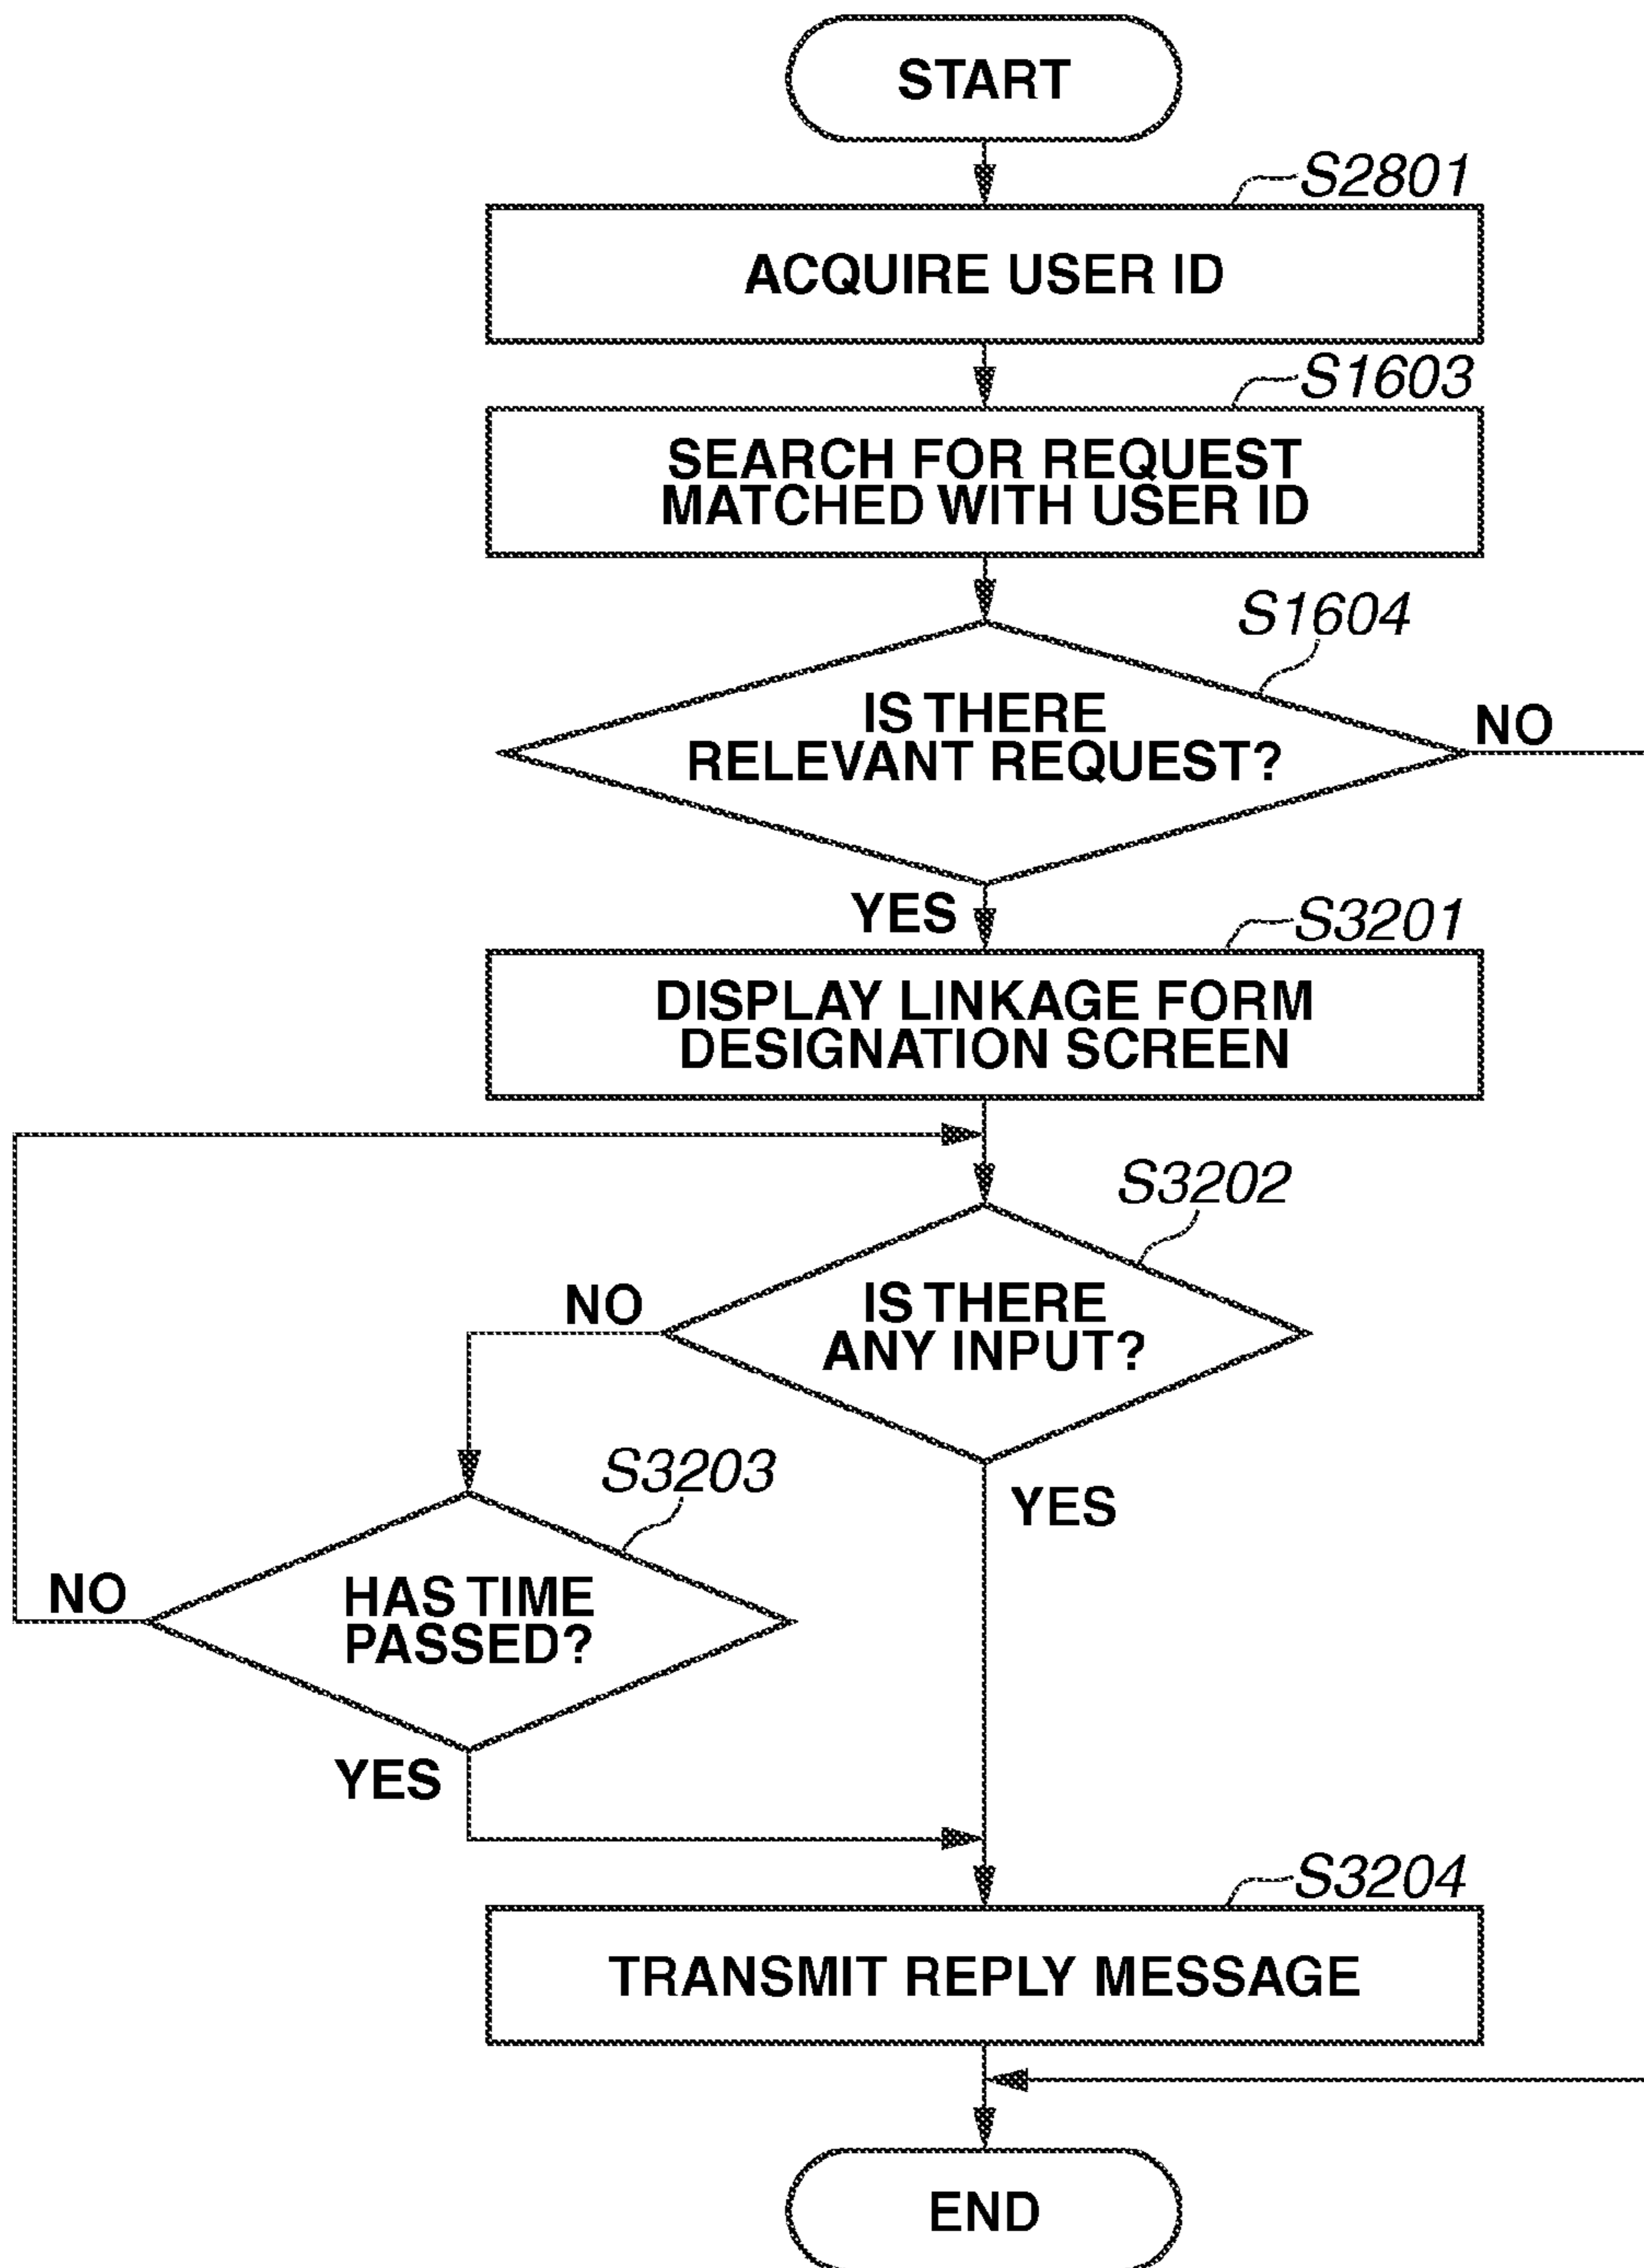 START
S2801
ACQUIRE USER ID
S1603
SEARCH FOR REQUEST
MATCHED WITH USER ID
S1604
IS THERE
RELEVANT REQUEST?
NO
YES
S3201
DISPLAY LINKAGE FORM
DESIGNATION SCREEN
S3202
IS THERE
ANY INPUT?
NO
YES
S3203
HAS TIME
PASSED?
NO
YES
S3204
TRANSMIT REPLY MESSAGE
END